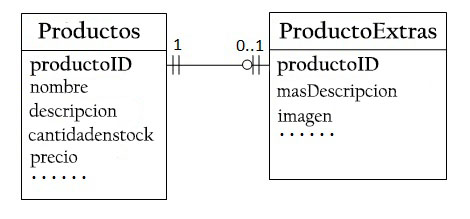 Productos
productoID
nombre
descripcion
cantidadenstock
precio
......
1
0..1
ProductoExtras
productoID
masDescripcion
imagen
......